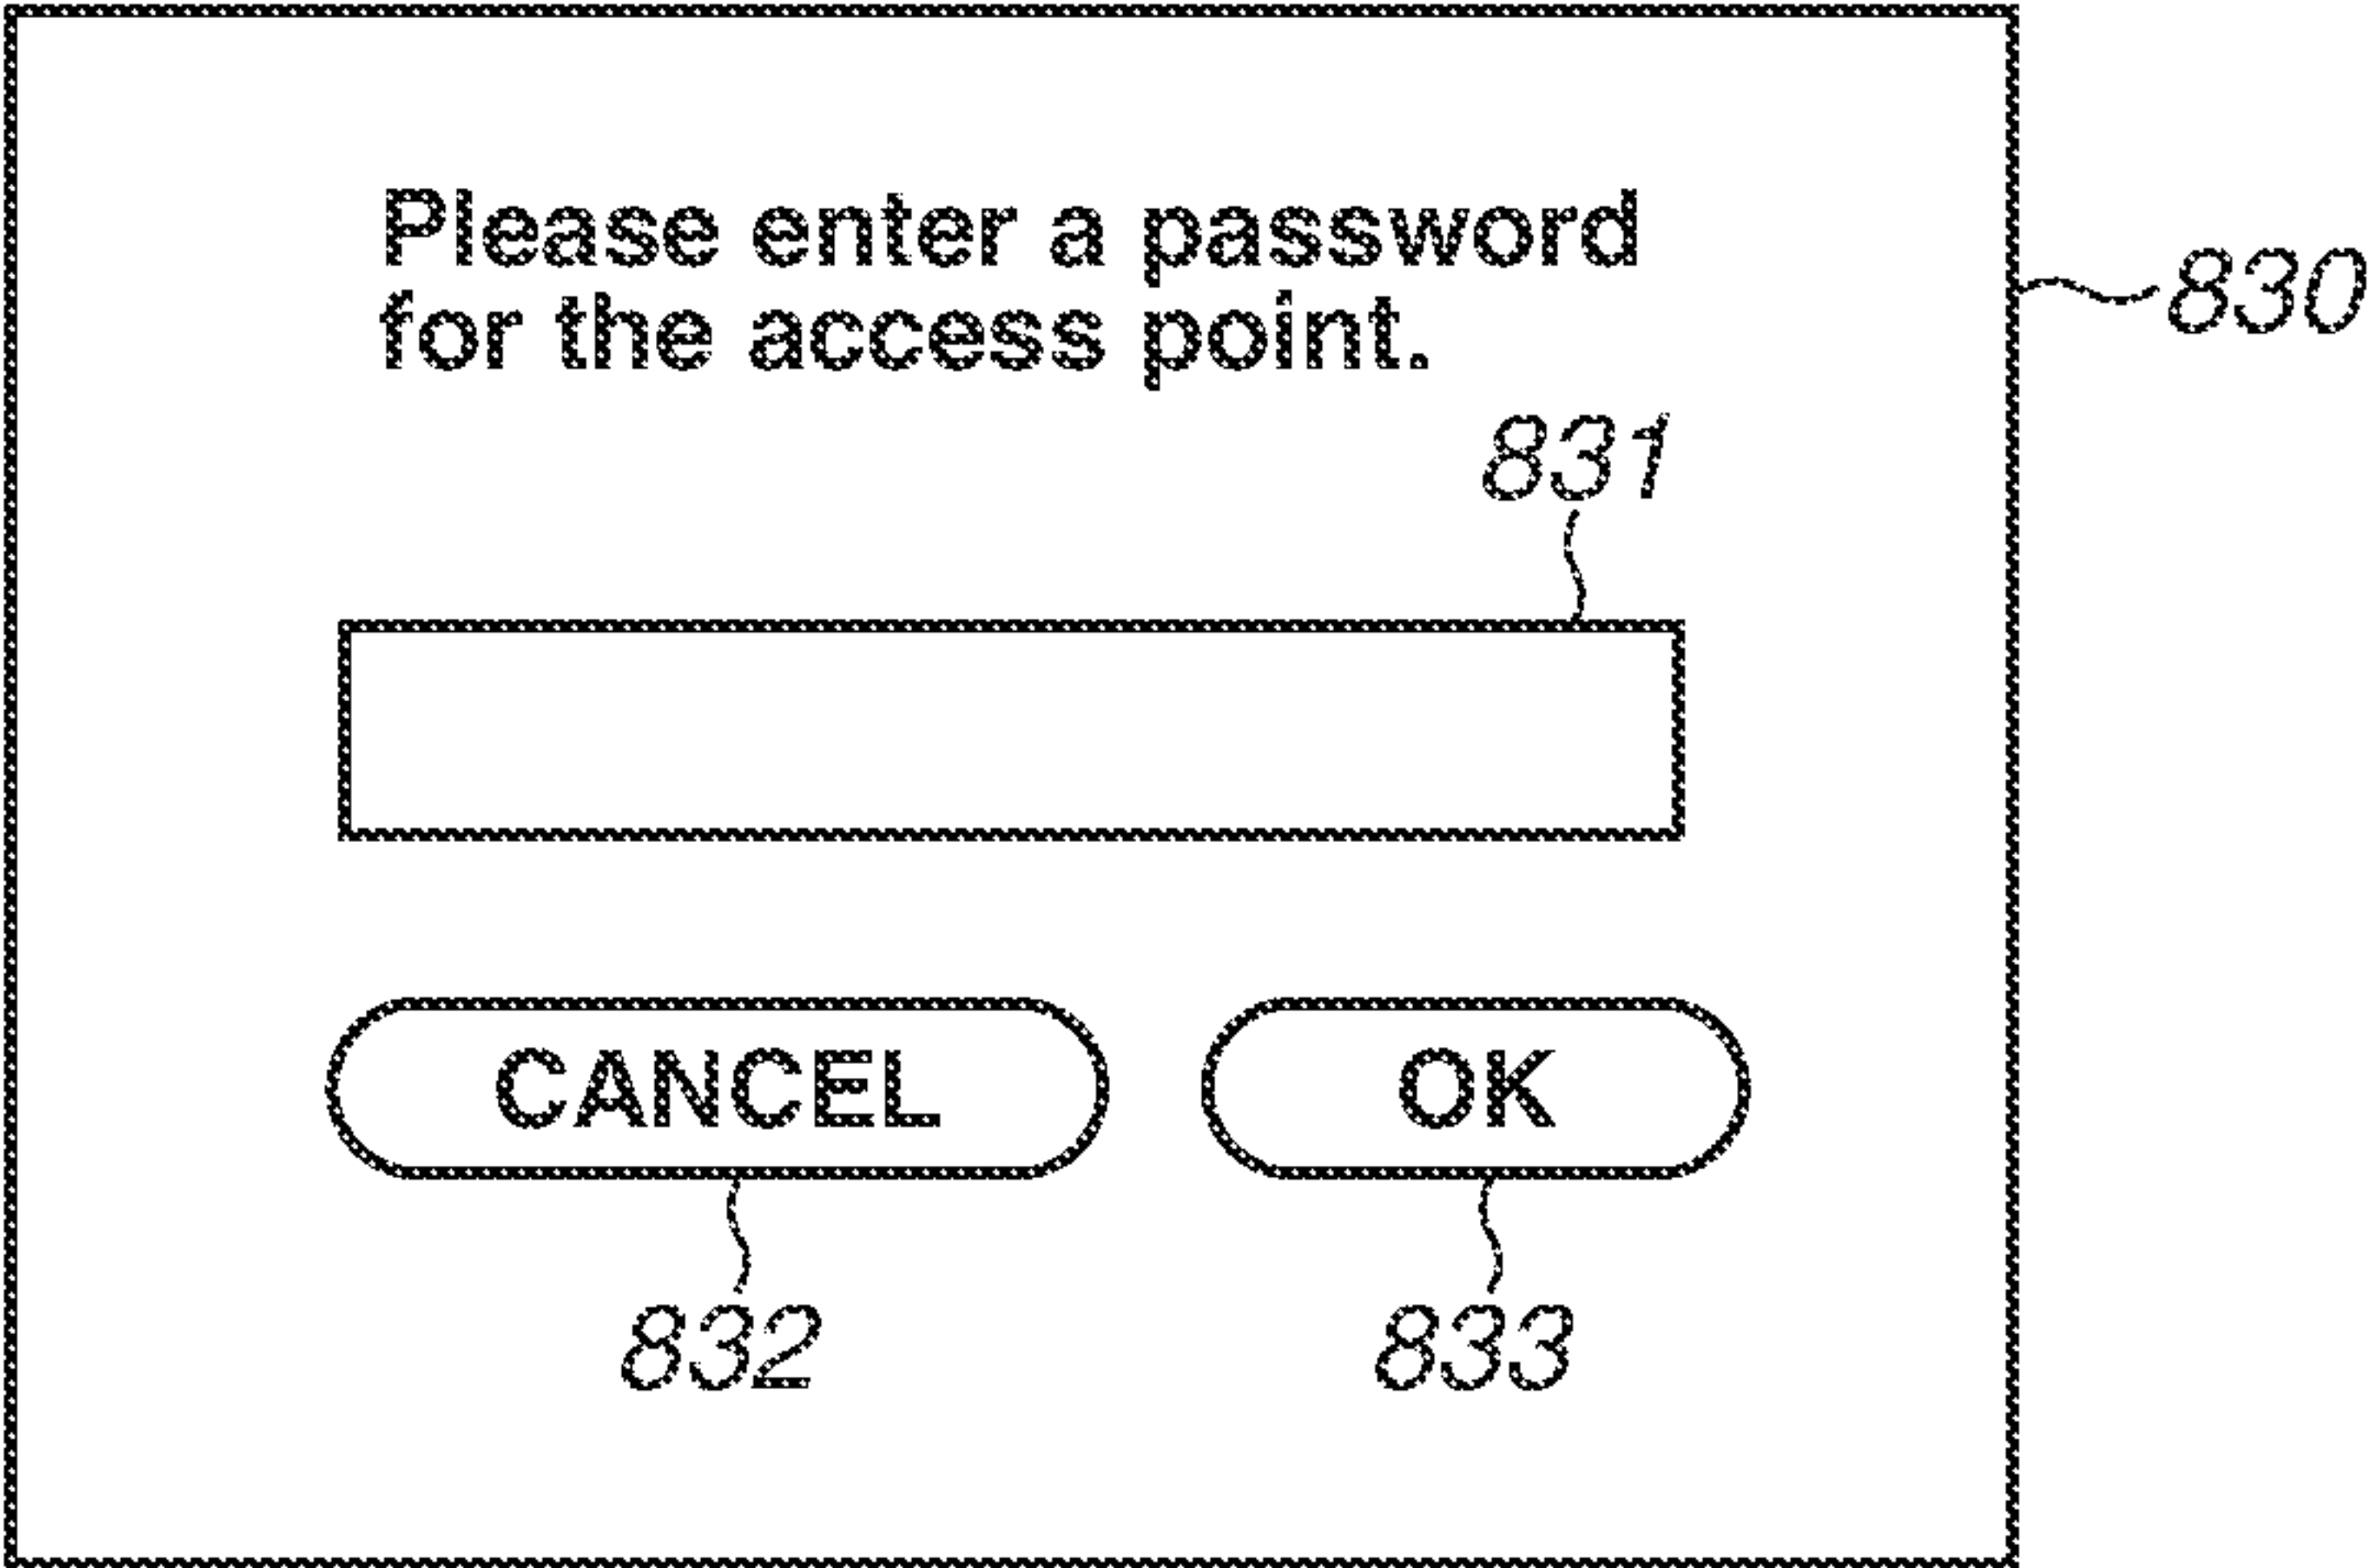 Please enter a password
for the access point.
830
831
CANCEL
OK
832
833